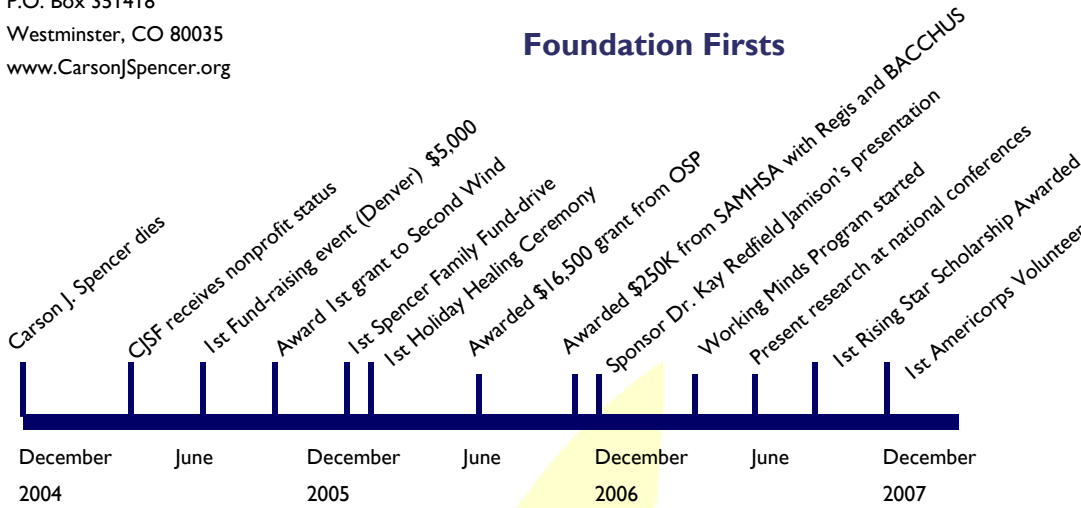 P.O. Box 351418
Westminster, CO 80035
www.CarsonJSpencer.org
Foundation Firsts
Carson J. Spencer dies
CJSF receives nonprofit status
1st Fund-raising event (Denver) $5,000
Award 1st grant to Second Wind
1st Spencer Family Fund-drive
1st Holiday Healing Ceremony
Awarded $16,500 grant from OSP
Awarded $250K from SAMHSA with Regis and BACCHUS
Sponsor Dr. Kay Redfield Jamison's presentation
Working Minds Program started
Present research at national conferences
1st Rising Star Scholarship Awarded
1st Americorps Volunteer
December June December June December June December
2004 2005 2006 2007